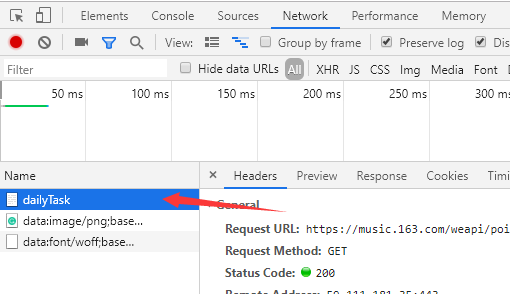 Elements Console Sources Network Performance Memory
View: Group by frame Preserve log
Filter Hide data URLs All XHR JS CSS Img Media Font
50 ms 100 ms 150 ms 200 ms 250 ms 300 ms
Name × Headers Preview Response Cookies
dailyTask General
data:image/png;base... Request URL: https://music.163.com/weapi/poi
data:font/woff;base... Request Method: GET
Status Code: 200